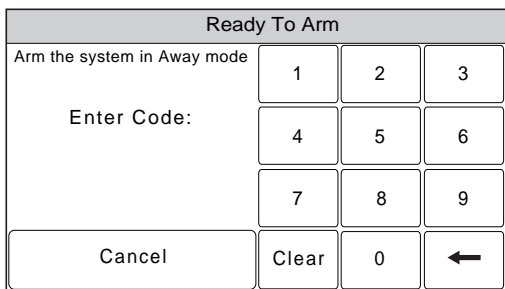 Ready To Arm
Arm the system in Away mode
Enter Code:
1 2 3
4 5 6
7 8 9
Cancel Clear 0 ←